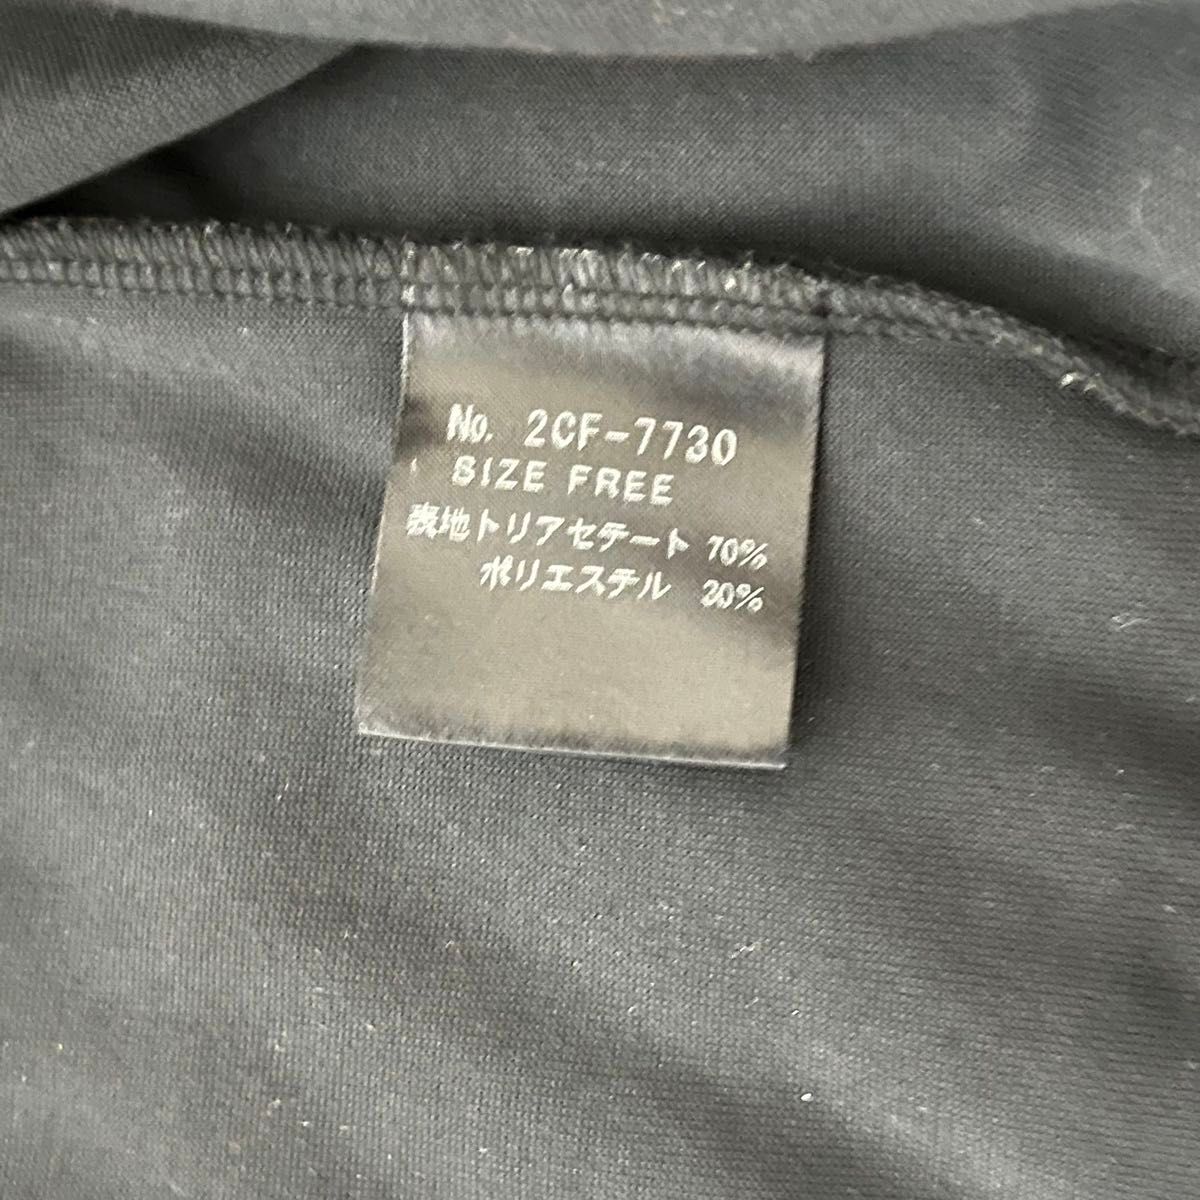 No. 2CF-7730
SIZE FREE
表地トリアセテート 70%
ポリエステル 30%